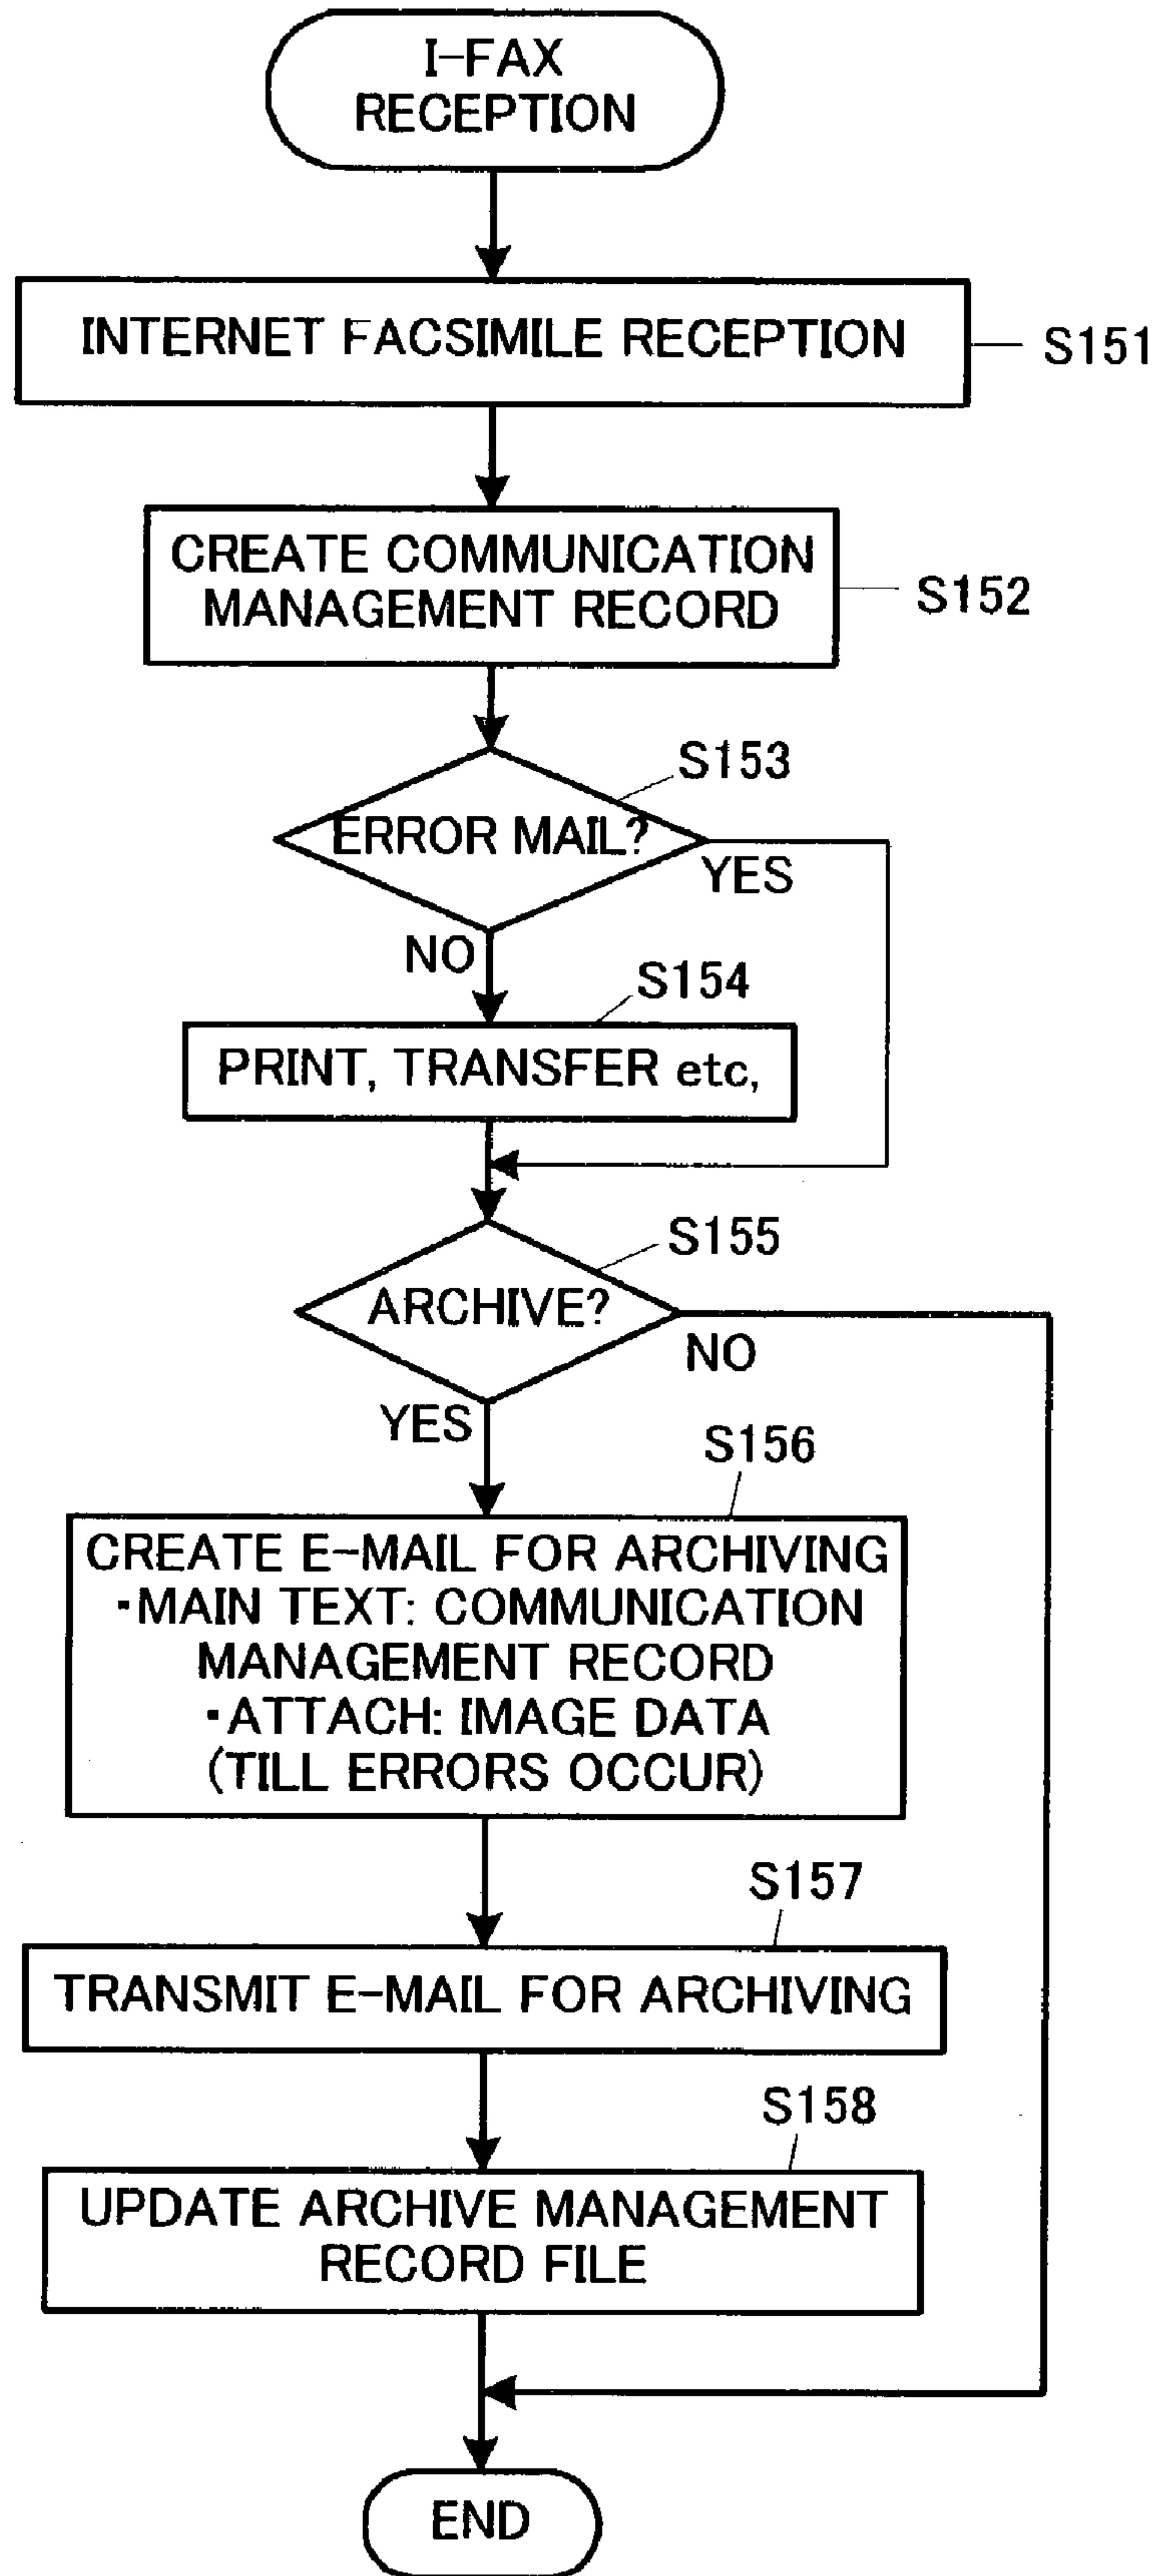 I-FAX
RECEPTION
INTERNET FACSIMILE RECEPTION
S151
CREATE COMMUNICATION
MANAGEMENT RECORD
S152
S153
ERROR MAIL?
YES
NO
S154
PRINT, TRANSFER etc,
S155
ARCHIVE?
NO
YES
S156
CREATE E-MAIL FOR ARCHIVING
・MAIN TEXT: COMMUNICATION
MANAGEMENT RECORD
・ATTACH: IMAGE DATA
(TILL ERRORS OCCUR)
S157
TRANSMIT E-MAIL FOR ARCHIVING
S158
UPDATE ARCHIVE MANAGEMENT
RECORD FILE
END